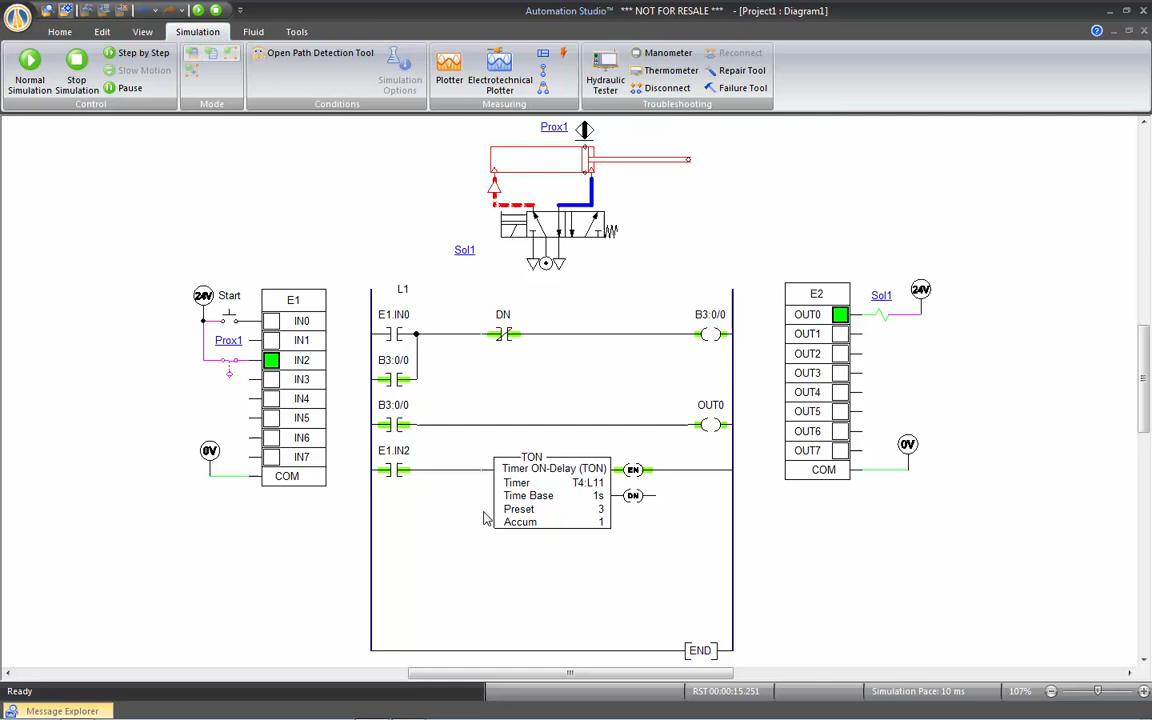 Automation Studio™ *** NOT FOR RESALE *** - [Project1 : Diagram1]
Home Edit View Simulation Fluid Tools
Normal Simulation
Stop Simulation
Step by Step
Slow Motion
Pause
Control
Mode
Open Path Detection Tool
Simulation Options
Conditions
Plotter
Electrotechnical Plotter
Measuring
Hydraulic Tester
Manometer
Thermometer
Disconnect
Reconnect
Repair Tool
Failure Tool
Troubleshooting
Prox1
Sol1
24V Start
E1
IN0
Prox1
IN1
IN2
IN3
IN4
IN5
IN6
0V
IN7
COM
L1
E1.IN0 DN B3:0/0
B3:0/0
B3:0/0 OUT0
E1.IN2
TON
Timer ON-Delay (TON) EN
Timer T4:L11
Time Base 1s DN
Preset 3
Accum 1
END
E2
Sol1 24V
OUT0
OUT1
OUT2
OUT3
OUT4
OUT5
OUT6
0V
OUT7
COM
Ready RST 00:00:15.251 Simulation Pace: 10 ms 107%
Message Explorer